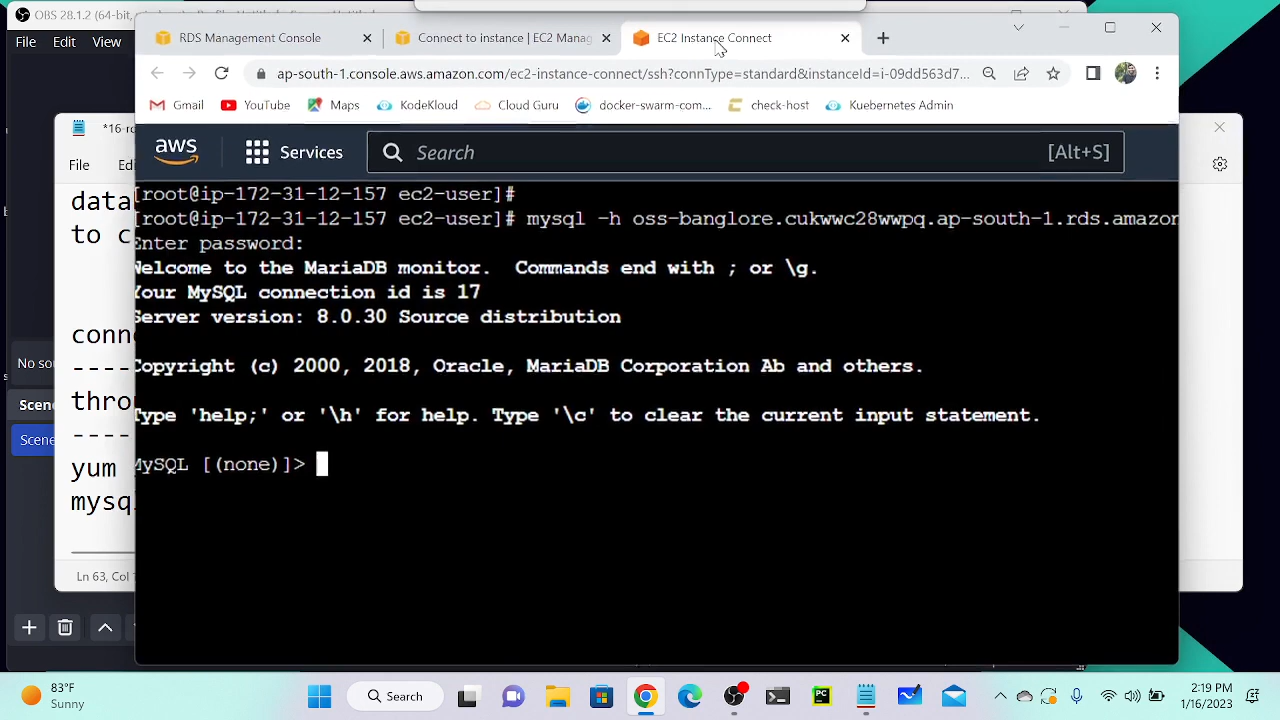 OBS 28.1.2 (64-bit,
File Edit View
RDS Management Console
Connect to instance | EC2 Manag
EC2 Instance Connect
ap-south-1.console.aws.amazon.com/ec2-instance-connect/ssh?connType=standard&instanceId=i-09dd563d7...
Gmail
YouTube
Maps
KodeKloud
Cloud Guru
docker-swarm-com...
check-host
Kuebernetes Admin
*16-ro
File
Edi
aws
Services
Search
[Alt+S]
data
to c
conn
----
thro
----
yum
mysql
Ln 63, Col
No so
Scene
Scene
[root@ip-172-31-12-157 ec2-user]#
[root@ip-172-31-12-157 ec2-user]# mysql -h oss-banglore.cukwwc28wwpq.ap-south-1.rds.amazon
Enter password:
Welcome to the MariaDB monitor. Commands end with ; or \g.
Your MySQL connection id is 17
Server version: 8.0.30 Source distribution
Copyright (c) 2000, 2018, Oracle, MariaDB Corporation Ab and others.
Type 'help;' or '\h' for help. Type '\c' to clear the current input statement.
MySQL [(none)]>
83°F
Sunny
Search
PC
2:19 PM
1/16/2023